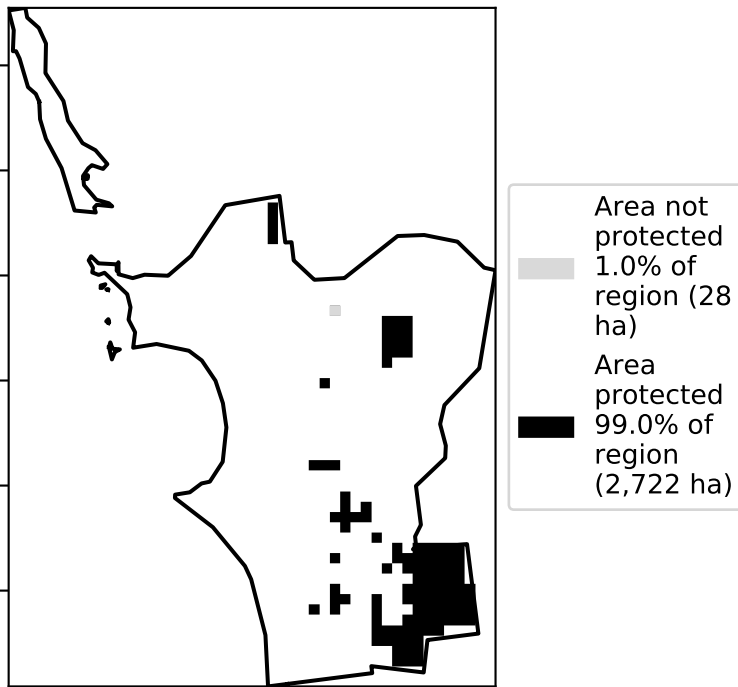 Area not
protected
1.0% of
region (28
ha)
Area
protected
99.0% of
region
(2,722 ha)